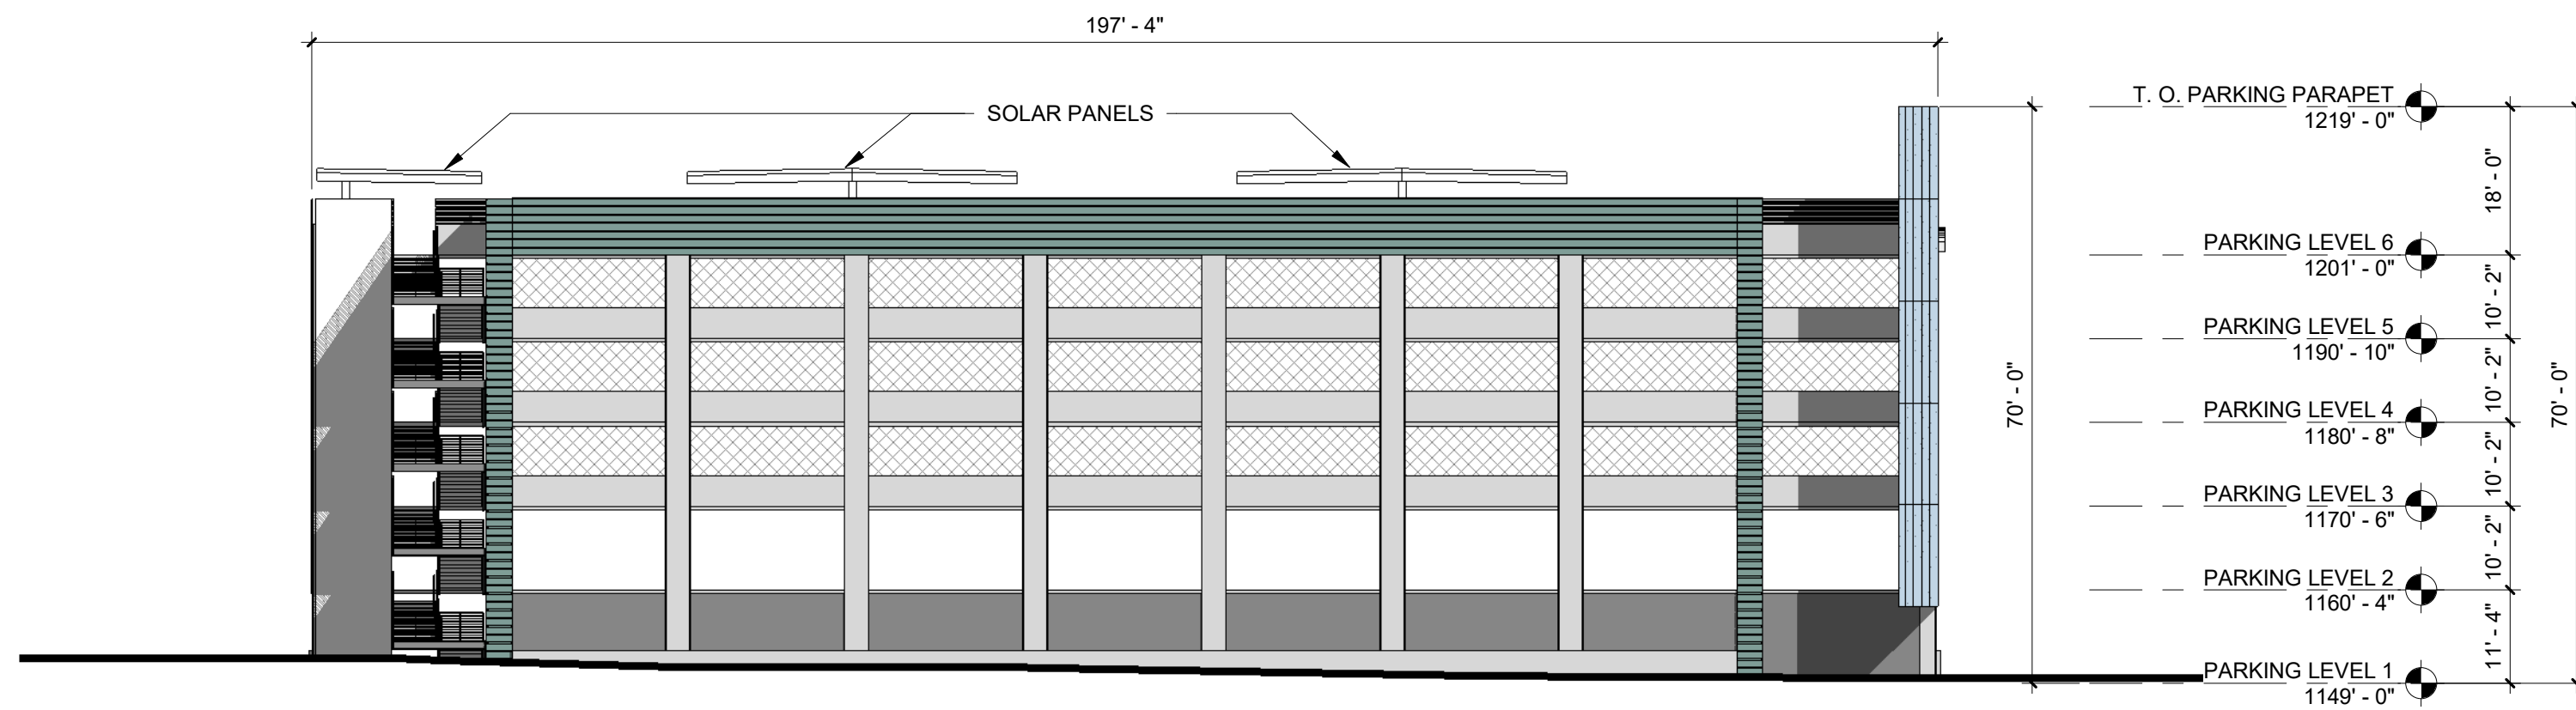 197' - 4"
SOLAR PANELS
T. O. PARKING PARAPET
1219' - 0"
18' - 0"
PARKING LEVEL 6
1201' - 0"
10' - 2"
PARKING LEVEL 5
1190' - 10"
10' - 2"
70' - 0"
70' - 0"
PARKING LEVEL 4
1180' - 8"
10' - 2"
PARKING LEVEL 3
1170' - 6"
10' - 2"
PARKING LEVEL 2
1160' - 4"
11' - 4"
PARKING LEVEL 1
1149' - 0"